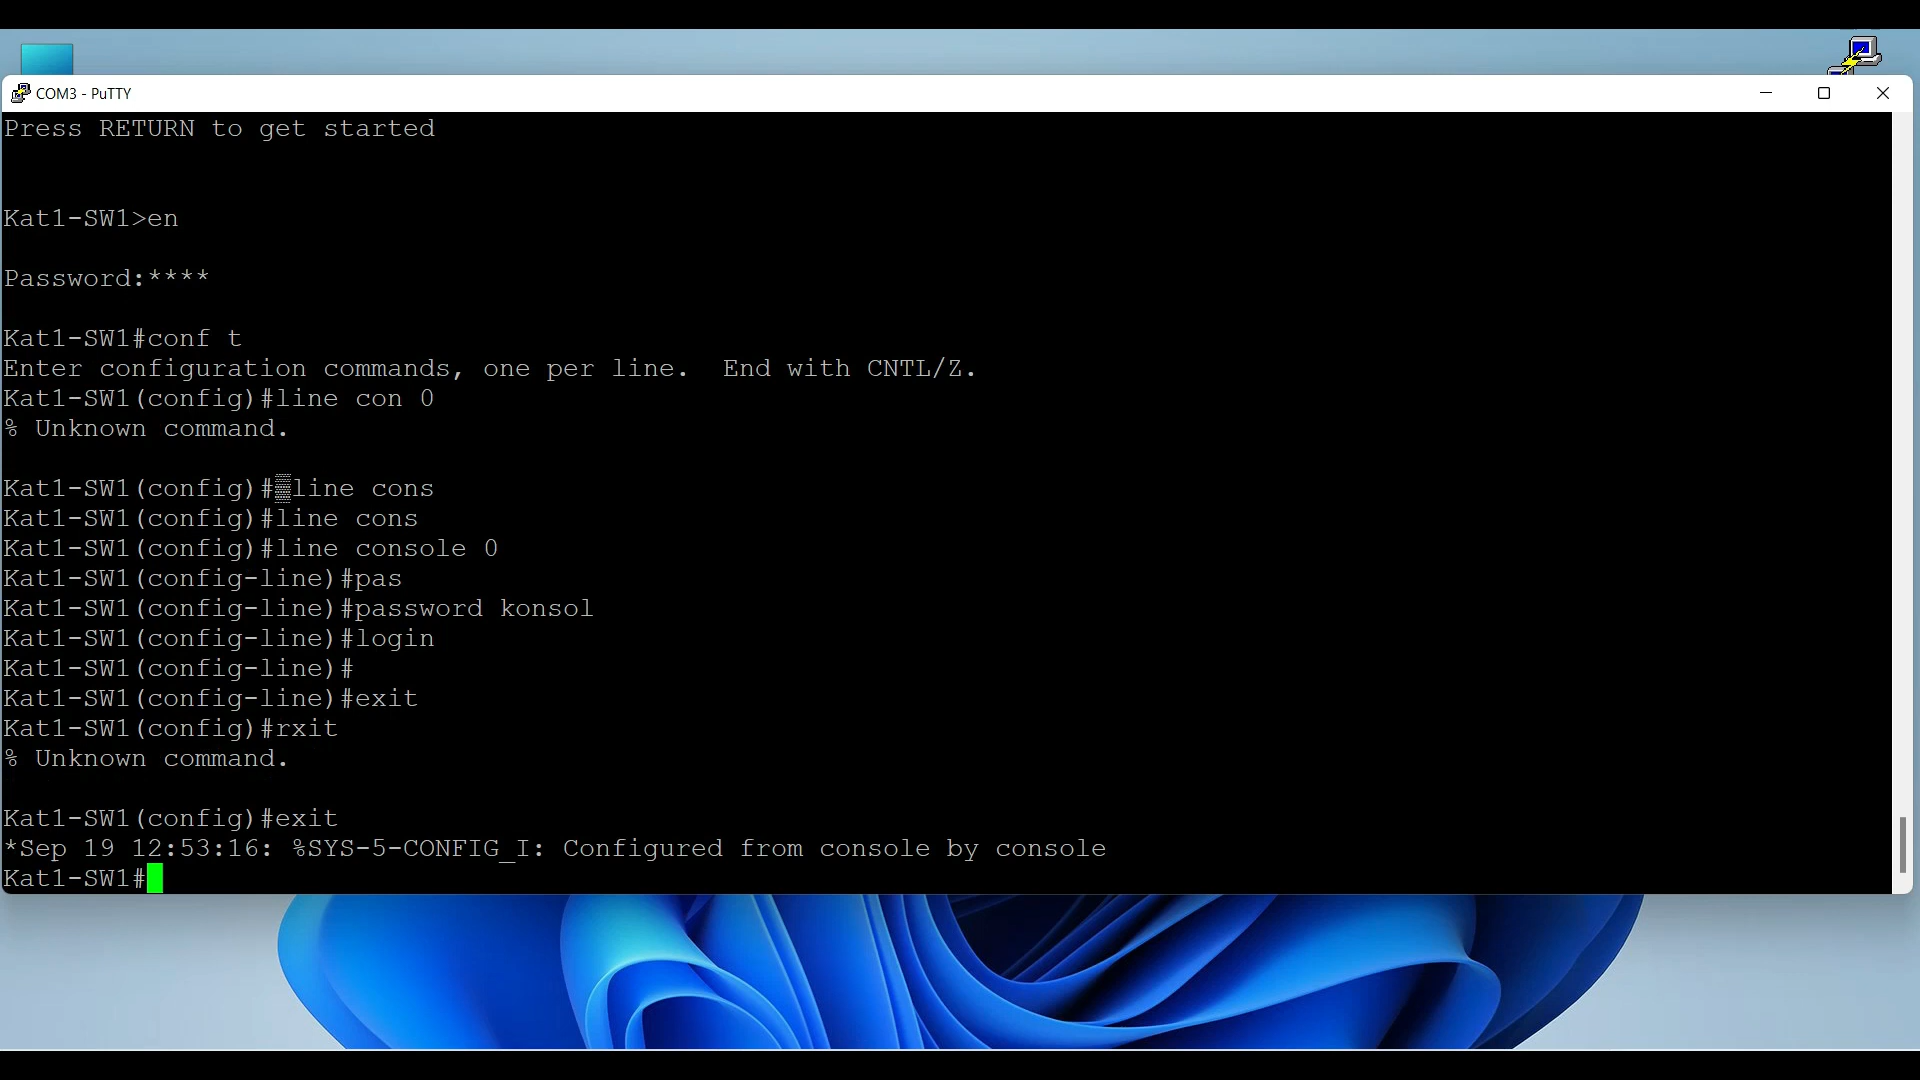 COM3 - PuTTY
Press RETURN to get started
Kat1-SW1>en
Password:****
Kat1-SW1#conf t
Enter configuration commands, one per line.  End with CNTL/Z.
Kat1-SW1(config)#line con 0
% Unknown command.
Kat1-SW1(config)#▒line cons
Kat1-SW1(config)#line cons
Kat1-SW1(config)#line console 0
Kat1-SW1(config-line)#pas
Kat1-SW1(config-line)#password konsol
Kat1-SW1(config-line)#login
Kat1-SW1(config-line)#
Kat1-SW1(config-line)#exit
Kat1-SW1(config)#rxit
% Unknown command.
Kat1-SW1(config)#exit
*Sep 19 12:53:16: %SYS-5-CONFIG_I: Configured from console by console
Kat1-SW1#